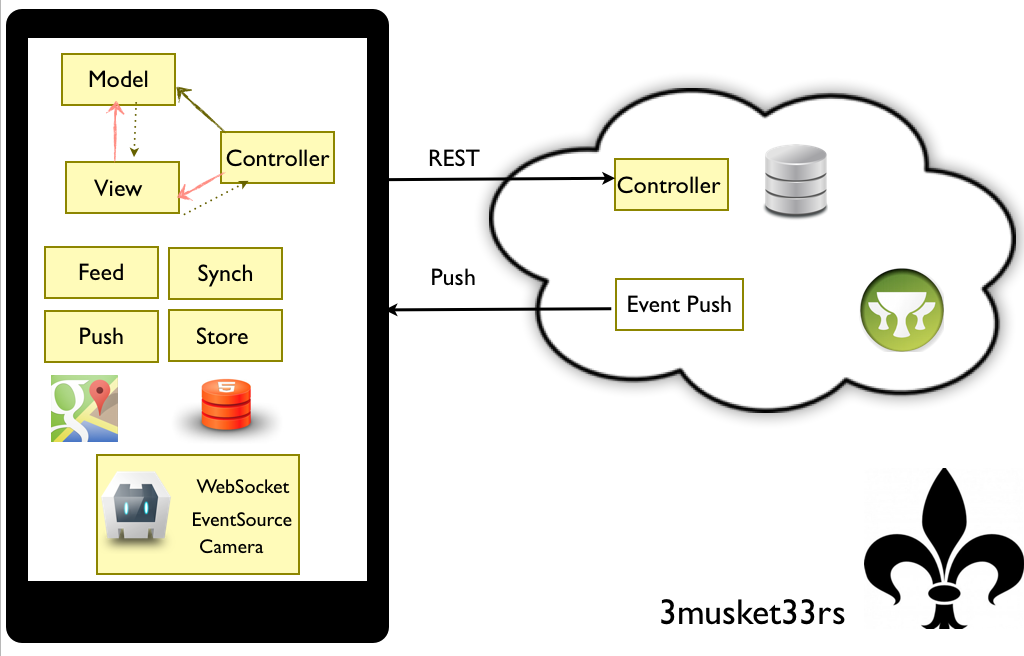 Model
Controller
View
Feed
Synch
Push
Store
g
5
WebSocket
EventSource
Camera
REST
Push
Controller
Event Push
3musket33rs